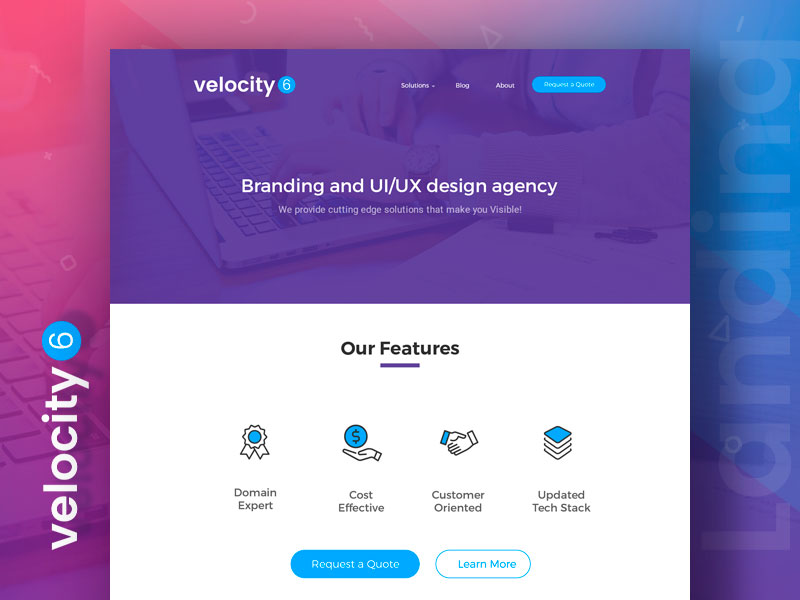 velocity 6
Solutions
Blog
About
Request a Quote
Branding and UI/UX design agency
We provide cutting edge solutions that make you Visible!
Our Features
Domain
Expert
Cost
Effective
Customer
Oriented
Updated
Tech Stack
Request a Quote
Learn More
velocity 6
Landing